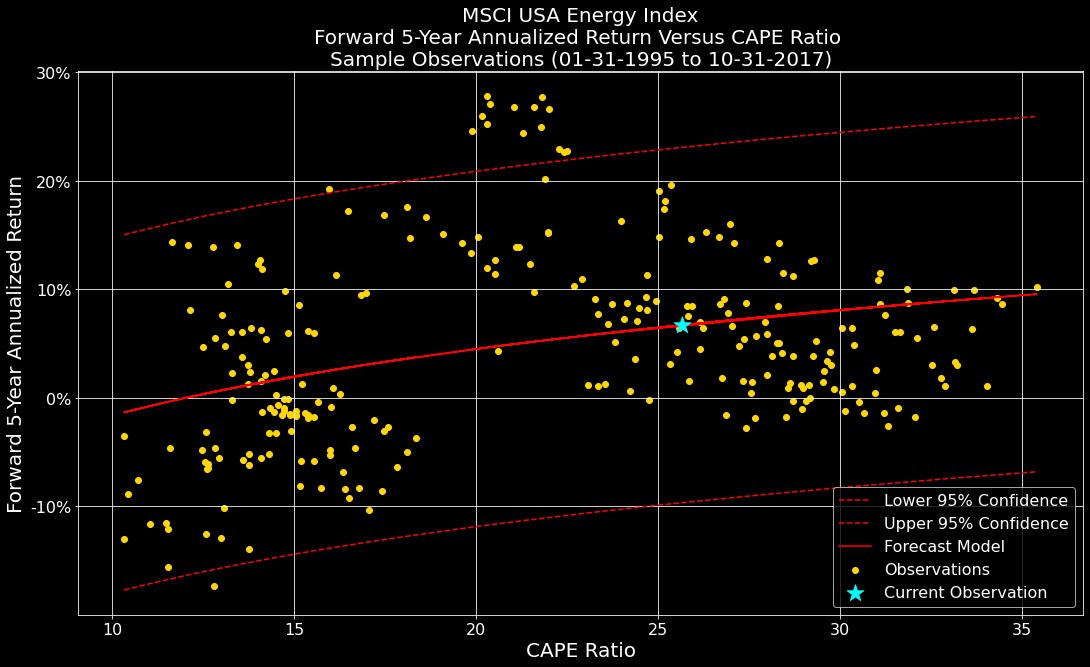 MSCI USA Energy Index
Forward 5-Year Annualized Return Versus CAPE Ratio
Sample Observations (01-31-1995 to 10-31-2017)
Forward 5-Year Annualized Return
30%
20%
10%
0%
-10%
Lower 95% Confidence
Upper 95% Confidence
Forecast Model
Observations
Current Observation
10 15 20 25 30 35
CAPE Ratio